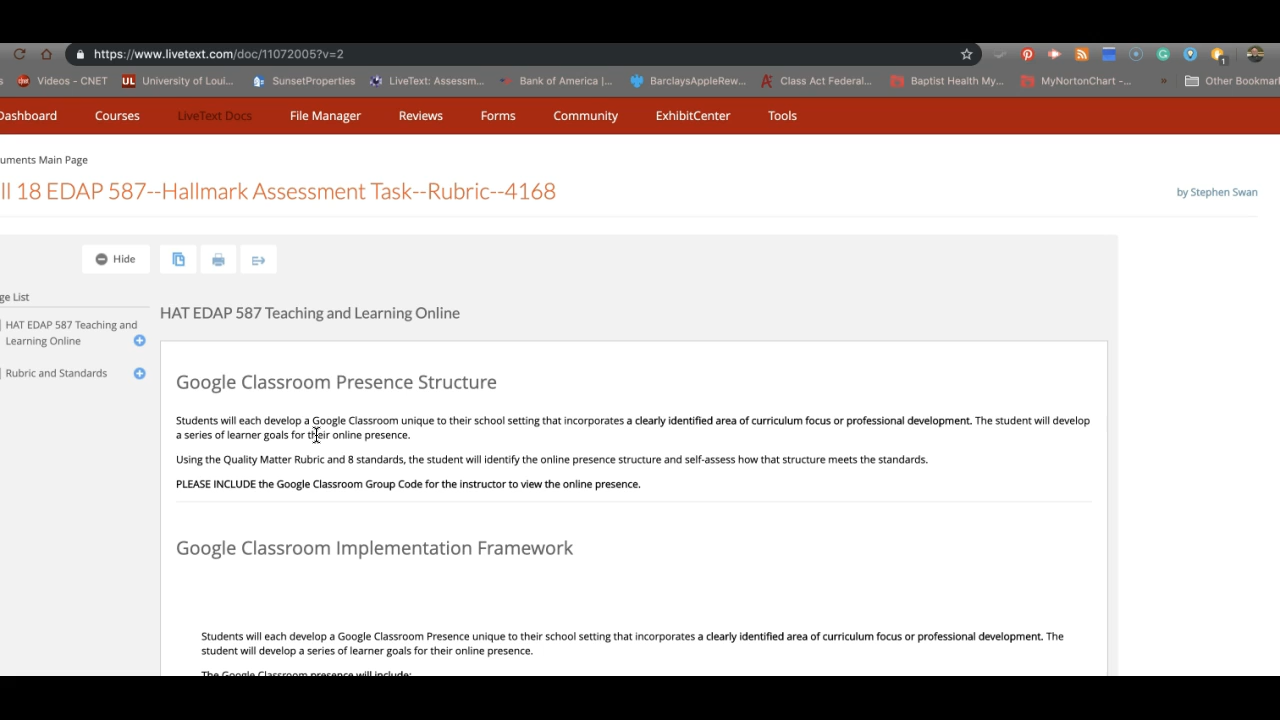 https://www.livetext.com/doc/11072005?v=2
s Videos - CNET University of Loui... SunsetProperties LiveText: Assessm... Bank of America |... BarclaysAppleRew... Class Act Federal... Baptist Health My... MyNortonChart -... » Other Bookmar
Dashboard Courses LiveText Docs File Manager Reviews Forms Community ExhibitCenter Tools
uments Main Page
ll 18 EDAP 587--Hallmark Assessment Task--Rubric--4168
by Stephen Swan
Hide
ge List
HAT EDAP 587 Teaching and
Learning Online
Rubric and Standards
HAT EDAP 587 Teaching and Learning Online
Google Classroom Presence Structure
Students will each develop a Google Classroom unique to their school setting that incorporates a clearly identified area of curriculum focus or professional development. The student will develop
a series of learner goals for their online presence.
Using the Quality Matter Rubric and 8 standards, the student will identify the online presence structure and self-assess how that structure meets the standards.
PLEASE INCLUDE the Google Classroom Group Code for the instructor to view the online presence.
Google Classroom Implementation Framework
Students will each develop a Google Classroom Presence unique to their school setting that incorporates a clearly identified area of curriculum focus or professional development. The
student will develop a series of learner goals for their online presence.
The Google Classroom presence will include: